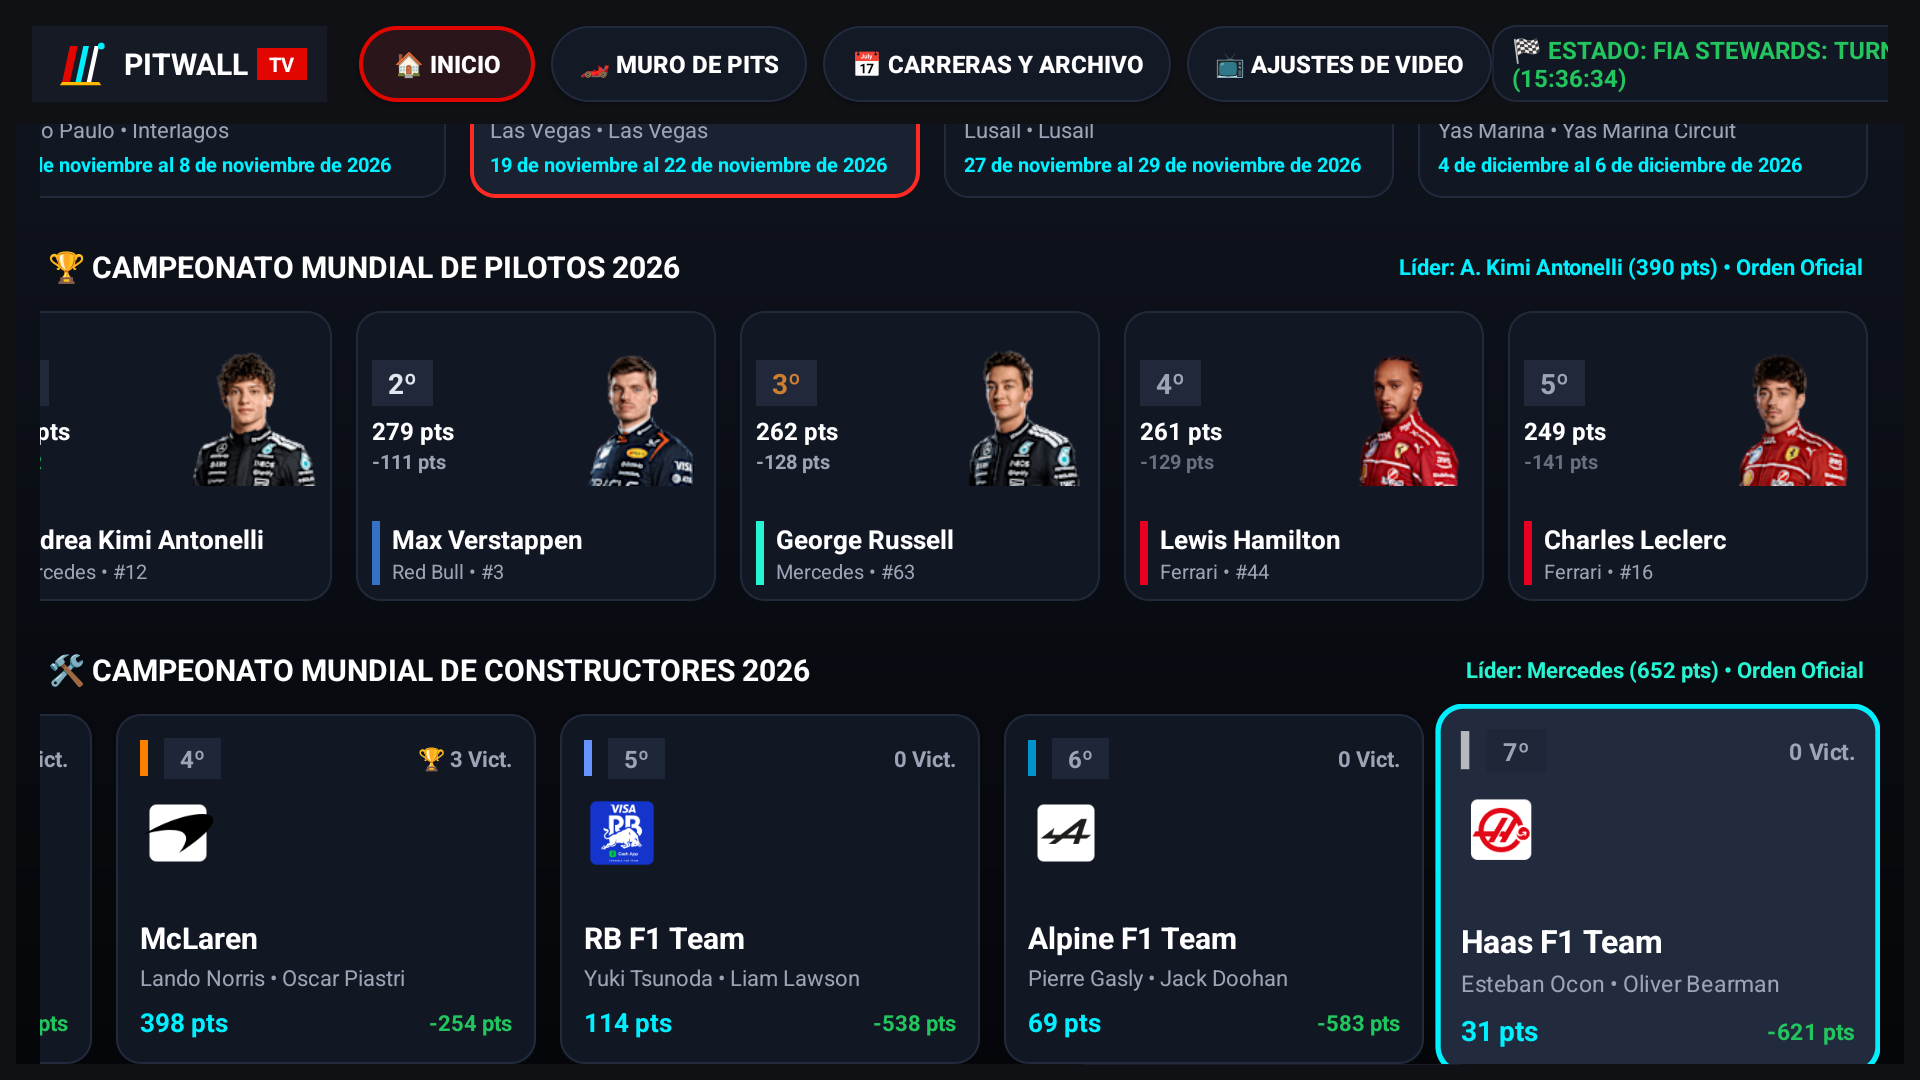 PITWALL TV
INICIO
MURO DE PITS
CARRERAS Y ARCHIVO
AJUSTES DE VIDEO
ESTADO: FIA STEWARDS: TURN
(15:36:34)
o Paulo • Interlagos
de noviembre al 8 de noviembre de 2026
Las Vegas • Las Vegas
19 de noviembre al 22 de noviembre de 2026
Lusail • Lusail
27 de noviembre al 29 de noviembre de 2026
Yas Marina • Yas Marina Circuit
4 de diciembre al 6 de diciembre de 2026
CAMPEONATO MUNDIAL DE PILOTOS 2026
Líder: A. Kimi Antonelli (390 pts) • Orden Oficial
pts
drea Kimi Antonelli
rcedes • #12
2º
279 pts
-111 pts
Max Verstappen
Red Bull • #3
3º
262 pts
-128 pts
George Russell
Mercedes • #63
4º
261 pts
-129 pts
Lewis Hamilton
Ferrari • #44
5º
249 pts
-141 pts
Charles Leclerc
Ferrari • #16
CAMPEONATO MUNDIAL DE CONSTRUCTORES 2026
Líder: Mercedes (652 pts) • Orden Oficial
ict.
pts
4º
3 Vict.
McLaren
Lando Norris • Oscar Piastri
398 pts
-254 pts
5º
0 Vict.
VISA
RB
Cash App
RB F1 Team
Yuki Tsunoda • Liam Lawson
114 pts
-538 pts
6º
0 Vict.
Alpine F1 Team
Pierre Gasly • Jack Doohan
69 pts
-583 pts
7º
0 Vict.
Haas F1 Team
Esteban Ocon • Oliver Bearman
31 pts
-621 pts